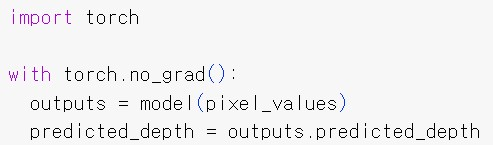 import torch

with torch.no_grad():
  outputs = model(pixel_values)
  predicted_depth = outputs.predicted_depth